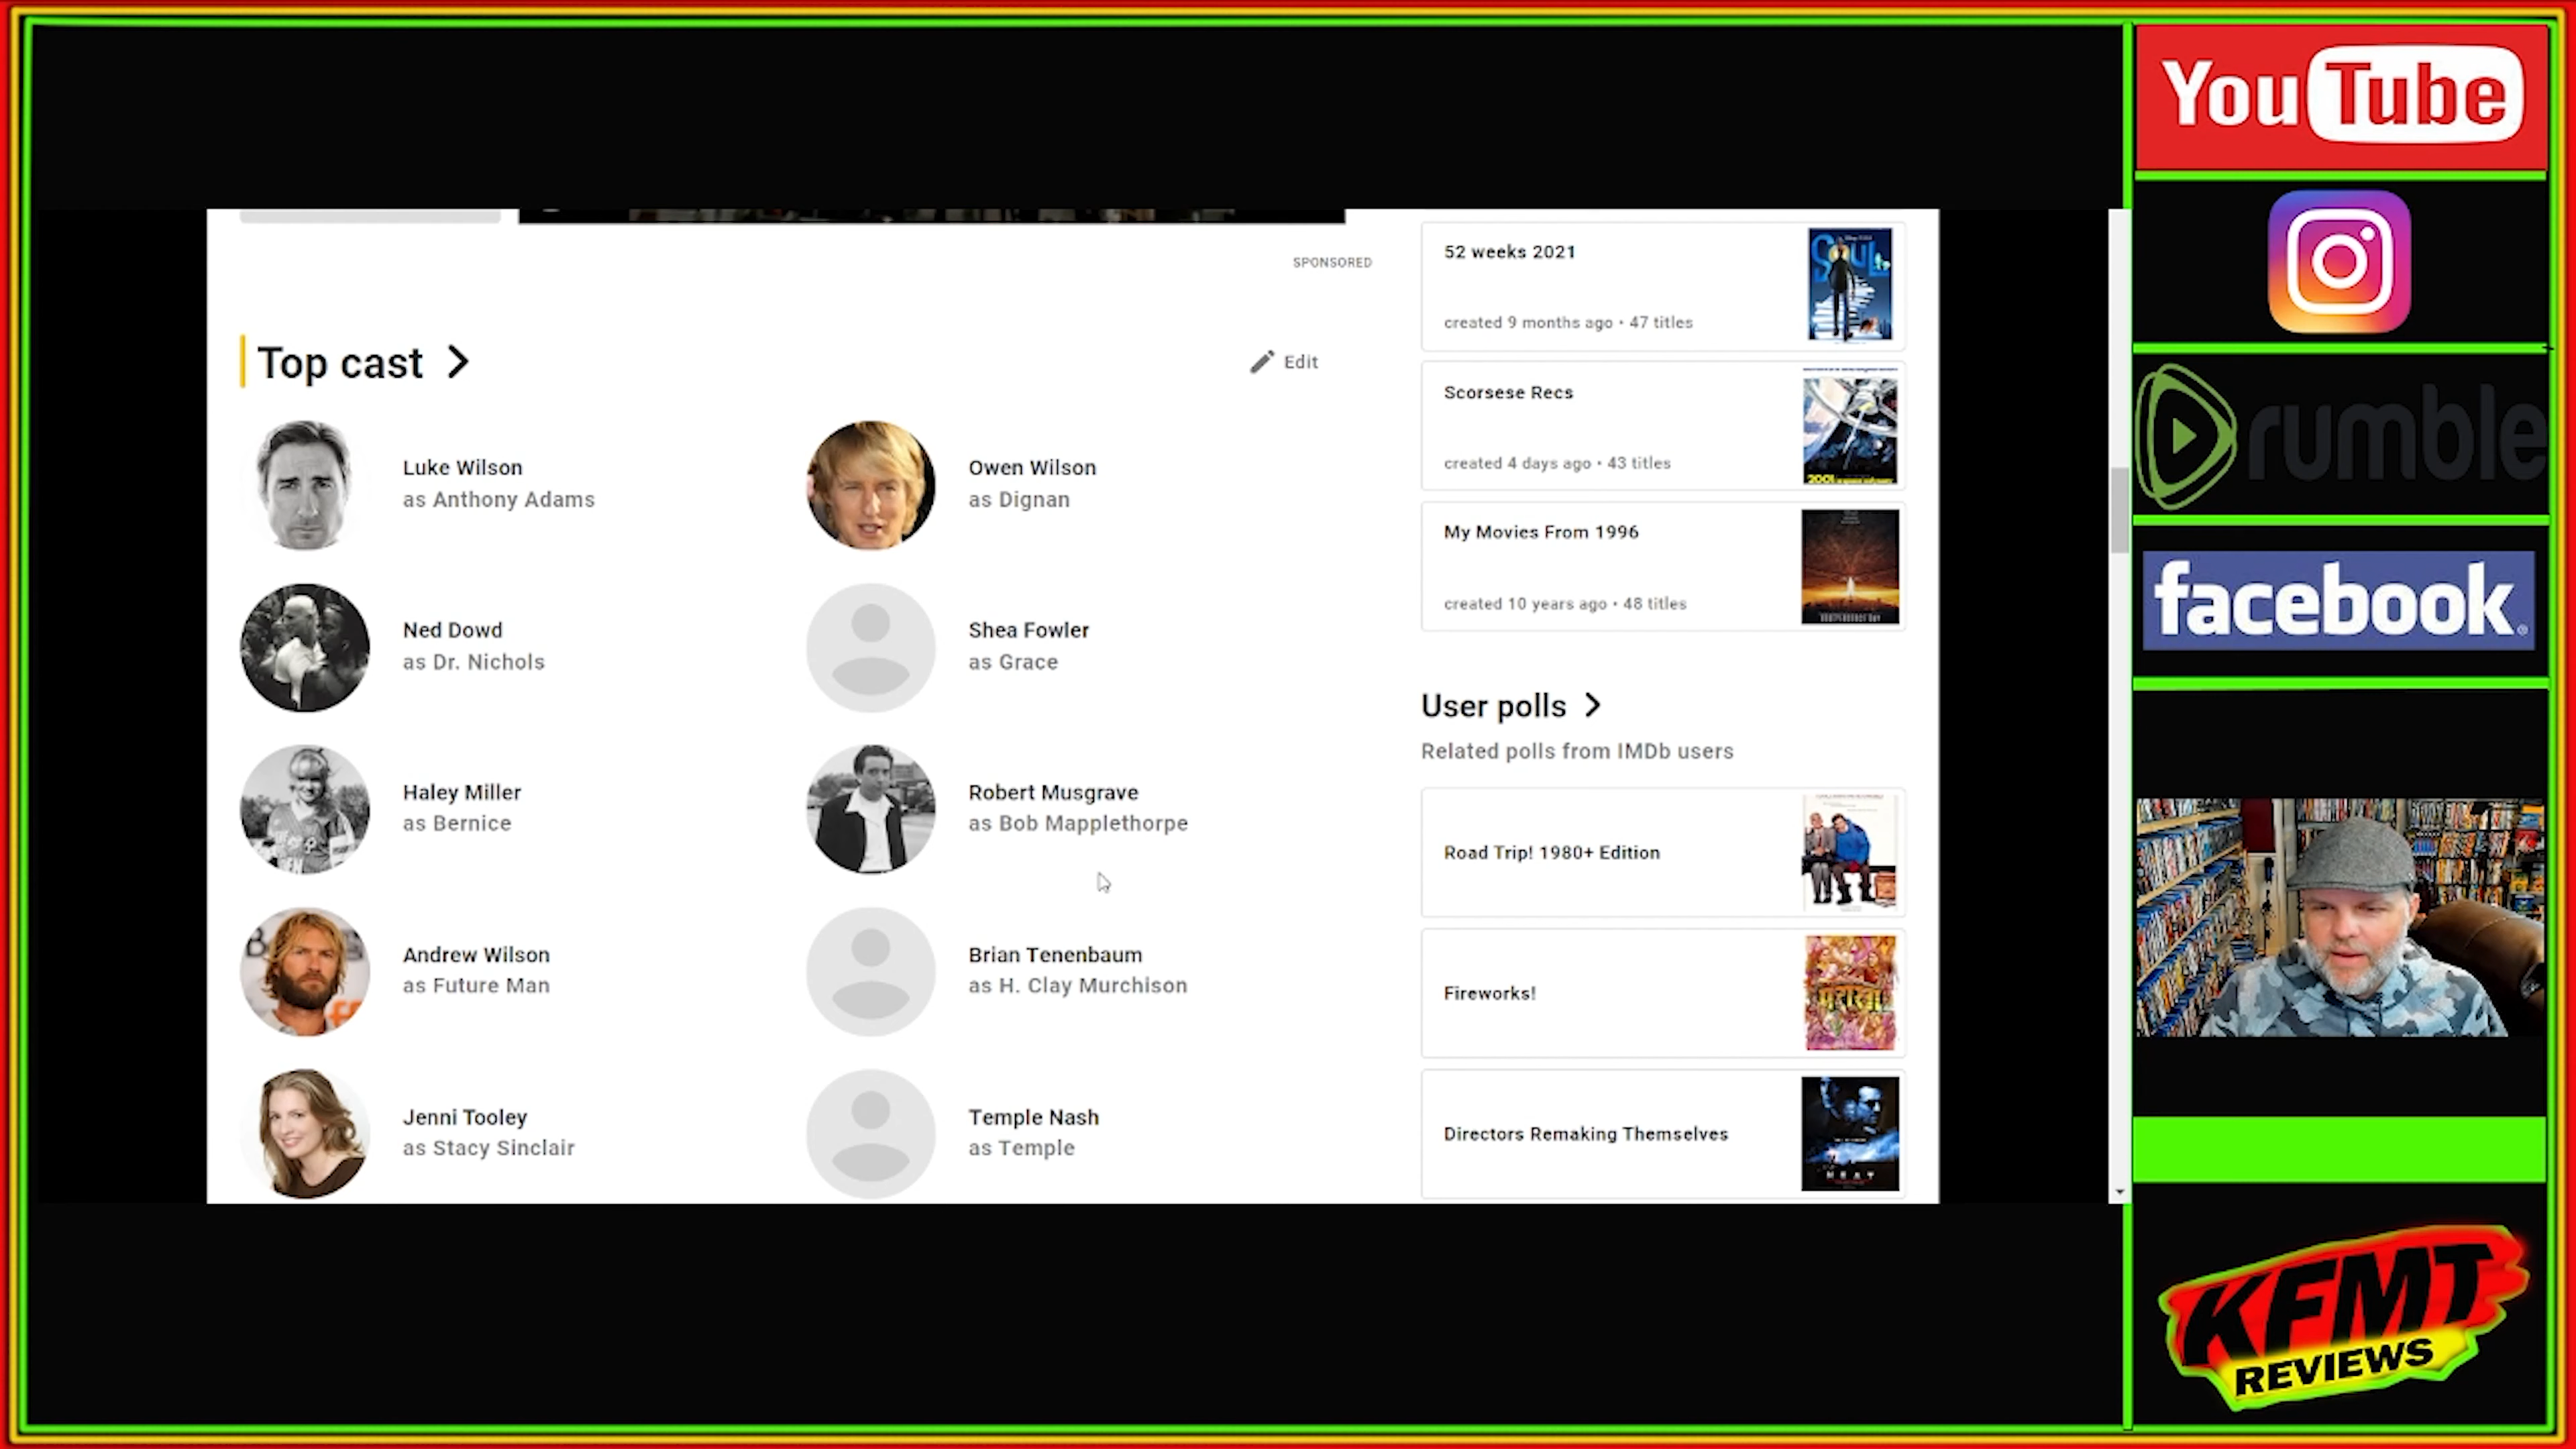 SPONSORED
Top cast
Edit
Luke Wilson
as Anthony Adams
Owen Wilson
as Dignan
Ned Dowd
as Dr. Nichols
Shea Fowler
as Grace
Haley Miller
as Bernice
Robert Musgrave
as Bob Mapplethorpe
Andrew Wilson
as Future Man
Brian Tenenbaum
as H. Clay Murchison
Jenni Tooley
as Stacy Sinclair
Temple Nash
as Temple
52 weeks 2021
created 9 months ago • 47 titles
SOUL
Scorsese Recs
created 4 days ago • 43 titles
2001
My Movies From 1996
created 10 years ago • 48 titles
INDEPENDENCE DAY
User polls
Related polls from IMDb users
Road Trip! 1980+ Edition
Fireworks!
Directors Remaking Themselves
HEAT
YouTube
rumble
facebook®
KFMT
REVIEWS